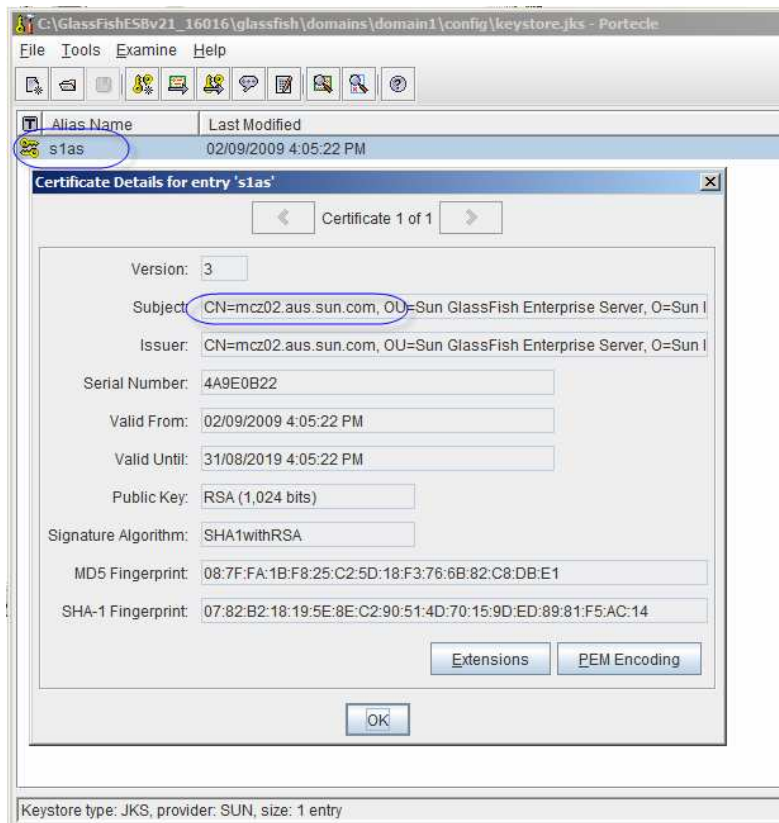 C:\GlassFishESBv21_16016\glassfish\domains\domain1\config\keystore.jks - Portecle
File Tools Examine Help
T Alias Name Last Modified
s1as 02/09/2009 4:05:22 PM
Certificate Details for entry 's1as'
Certificate 1 of 1
Version: 3
Subject: CN=mcz02.aus.sun.com, OU=Sun GlassFish Enterprise Server, O=Sun
Issuer: CN=mcz02.aus.sun.com, OU=Sun GlassFish Enterprise Server, O=Sun
Serial Number: 4A9E0B22
Valid From: 02/09/2009 4:05:22 PM
Valid Until: 31/08/2019 4:05:22 PM
Public Key: RSA (1,024 bits)
Signature Algorithm: SHA1withRSA
MD5 Fingerprint: 08:7F:FA:1B:F8:25:C2:5D:18:F3:76:6B:82:C8:DB:E1
SHA-1 Fingerprint: 07:82:B2:18:19:5E:8E:C2:90:51:4D:70:15:9D:ED:89:81:F5:AC:14
Extensions PEM Encoding
OK
Keystore type: JKS, provider: SUN, size: 1 entry